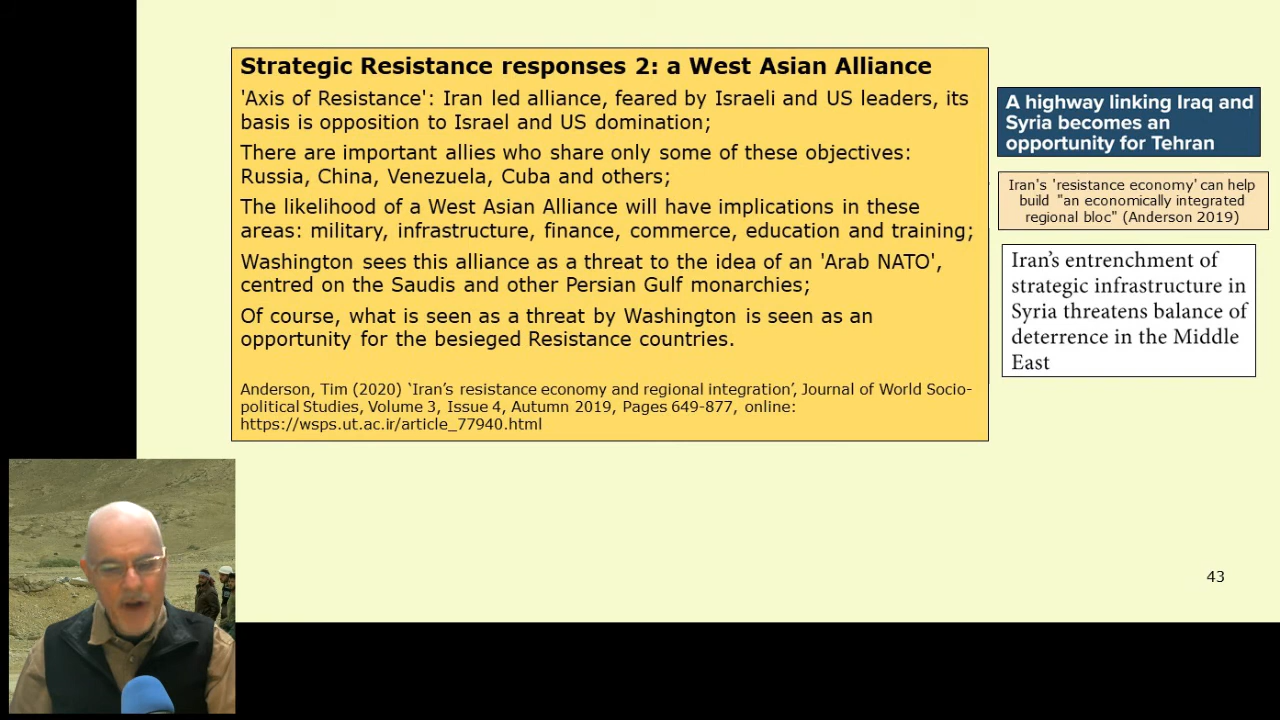 Strategic Resistance responses 2: a West Asian Alliance
'Axis of Resistance': Iran led alliance, feared by Israeli and US leaders, its
basis is opposition to Israel and US domination;
There are important allies who share only some of these objectives:
Russia, China, Venezuela, Cuba and others;
The likelihood of a West Asian Alliance will have implications in these
areas: military, infrastructure, finance, commerce, education and training;
Washington sees this alliance as a threat to the idea of an 'Arab NATO',
centred on the Saudis and other Persian Gulf monarchies;
Of course, what is seen as a threat by Washington is seen as an
opportunity for the besieged Resistance countries.
Anderson, Tim (2020) ‘Iran’s resistance economy and regional integration’, Journal of World Socio-
political Studies, Volume 3, Issue 4, Autumn 2019, Pages 649-877, online:
https://wsps.ut.ac.ir/article_77940.html
A highway linking Iraq and
Syria becomes an
opportunity for Tehran
Iran's 'resistance economy' can help
build "an economically integrated
regional bloc" (Anderson 2019)
Iran’s entrenchment of
strategic infrastructure in
Syria threatens balance of
deterrence in the Middle
East
43